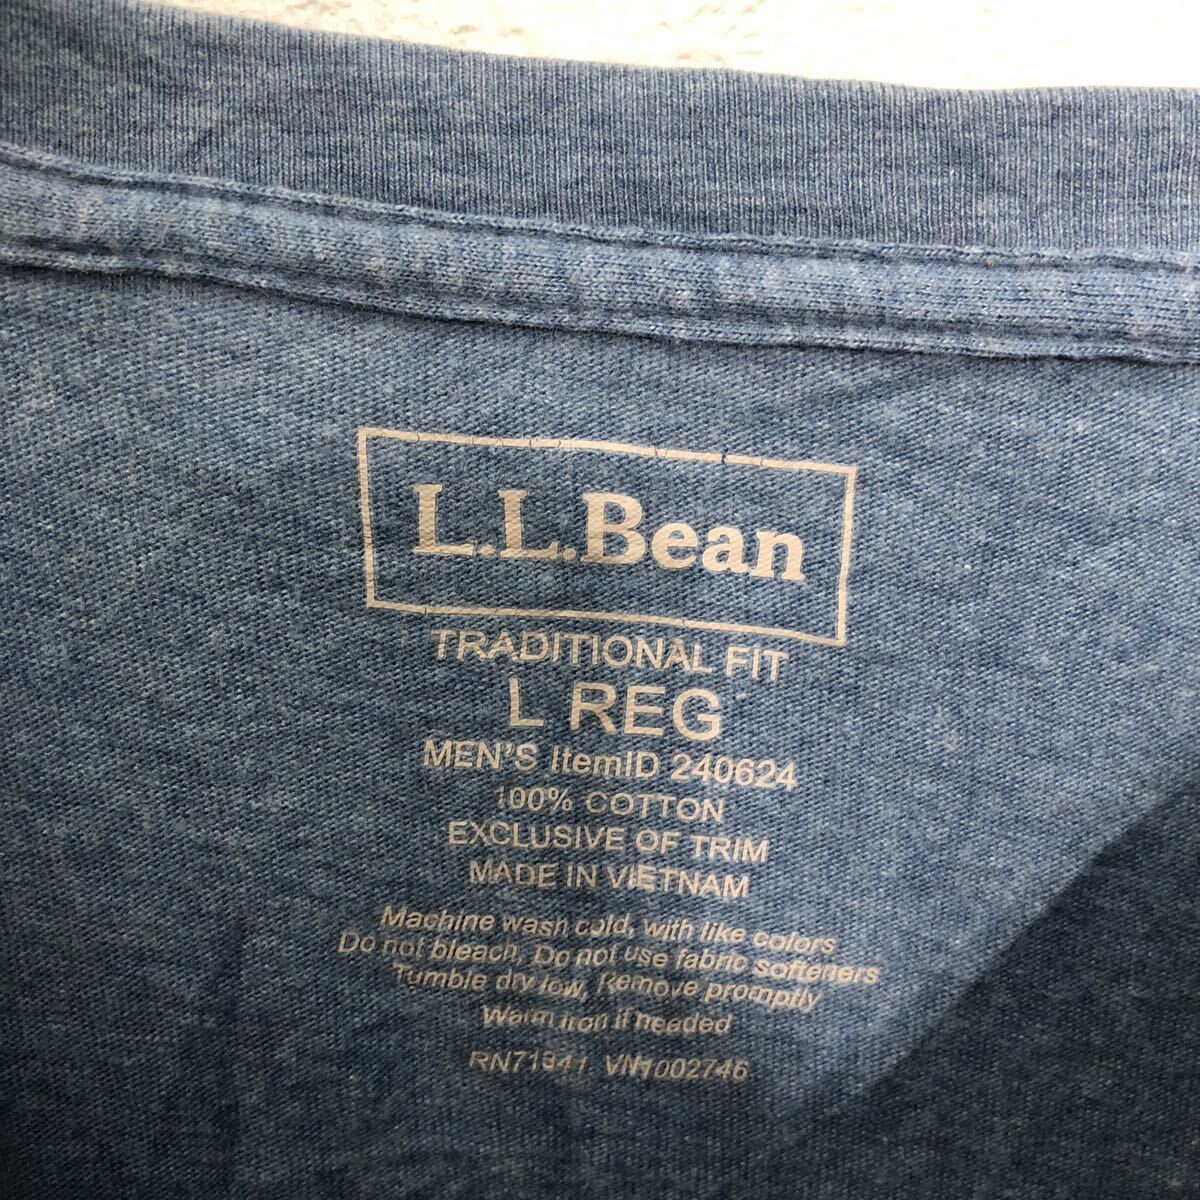 L.L.Bean
TRADITIONAL FIT
L REG
MEN'S ItemID 240624
100% COTTON
EXCLUSIVE OF TRIM
MADE IN VIETNAM
Machine wash cold, with like colors
Do not bleach, Do not use fabric softeners
Tumble dry low, Remove promptly
Warm iron if needed
RN71341 VN1002746